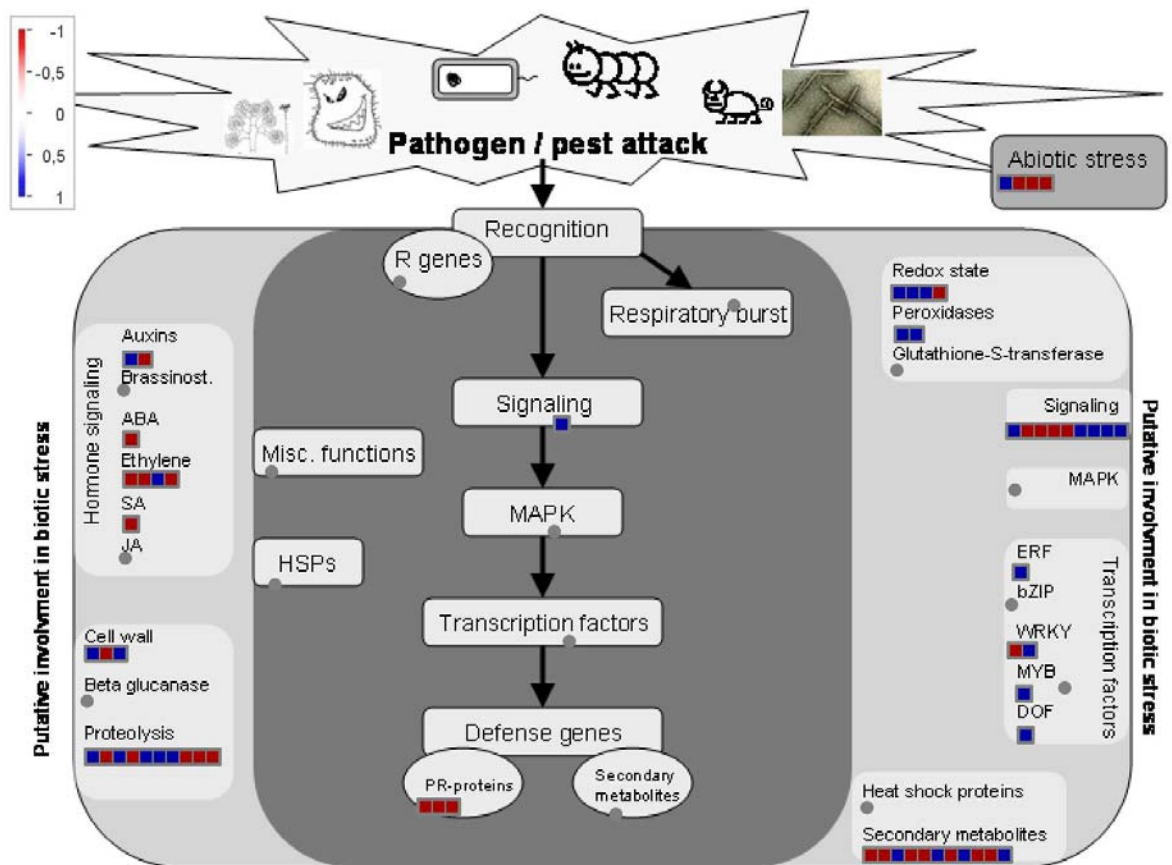 -1
-0,5
0
0,5
1
Pathogen / pest attack
Abiotic stress
Recognition
R genes
Respiratory burst
Redox state
Peroxidases
Glutathione-S-transferase
Hormone signaling
Auxins
Brassinost.
ABA
Ethylene
SA
JA
Signaling
Misc. functions
MAPK
HSPs
Transcription factors
Signaling
MAPK
ERF
bZIP
WRKY
MYB
DOF
Transcription factors
Putative involvment in biotic stress
Putative involvment in biotic stress
Cell wall
Beta glucanase
Proteolysis
Defense genes
PR-proteins
Secondary
metabolites
Heat shock proteins
Secondary metabolites